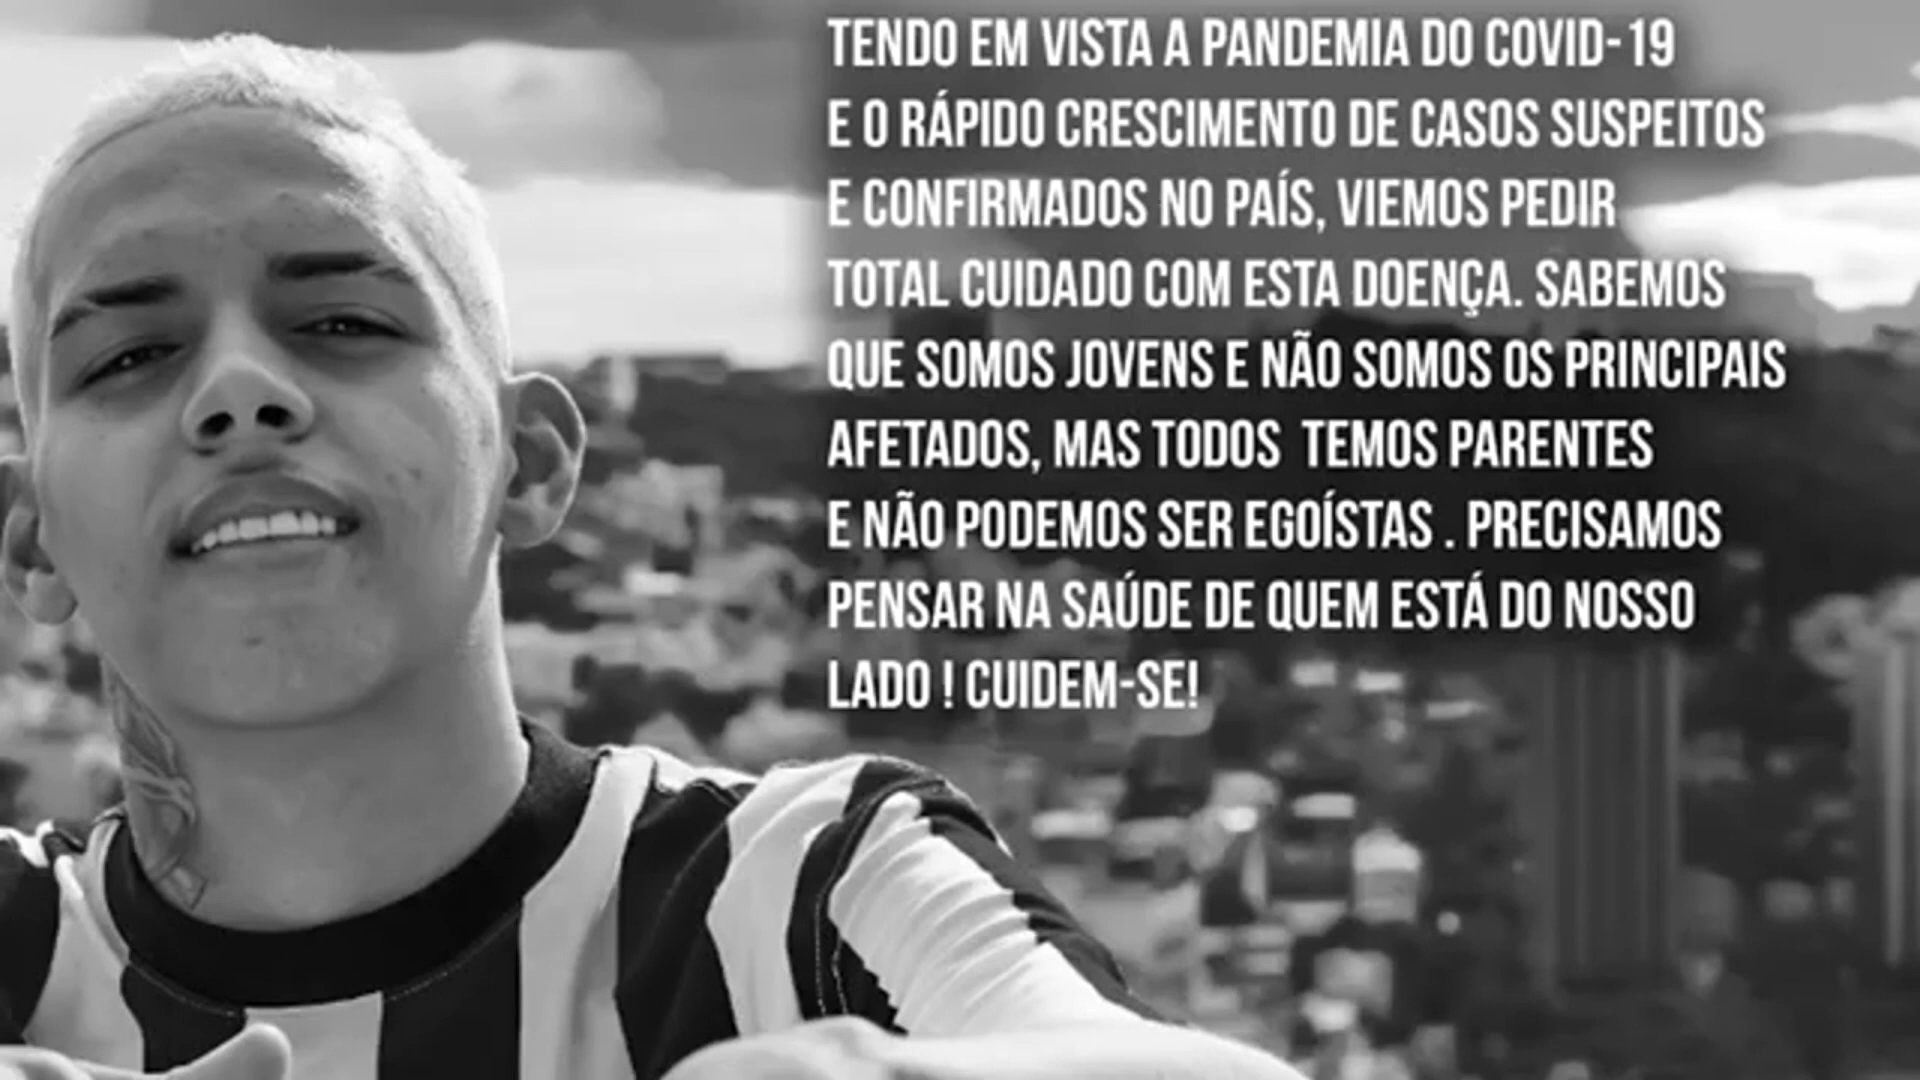 TENDO EM VISTA A PANDEMIA DO COVID-19
E O RÁPIDO CRESCIMENTO DE CASOS SUSPEITOS
E CONFIRMADOS NO PAÍS, VIEMOS PEDIR
TOTAL CUIDADO COM ESTA DOENÇA. SABEMOS
QUE SOMOS JOVENS E NÃO SOMOS OS PRINCIPAIS
AFETADOS, MAS TODOS TEMOS PARENTES
E NÃO PODEMOS SER EGOÍSTAS . PRECISAMOS
PENSAR NA SAÚDE DE QUEM ESTÁ DO NOSSO
LADO ! CUIDEM-SE!